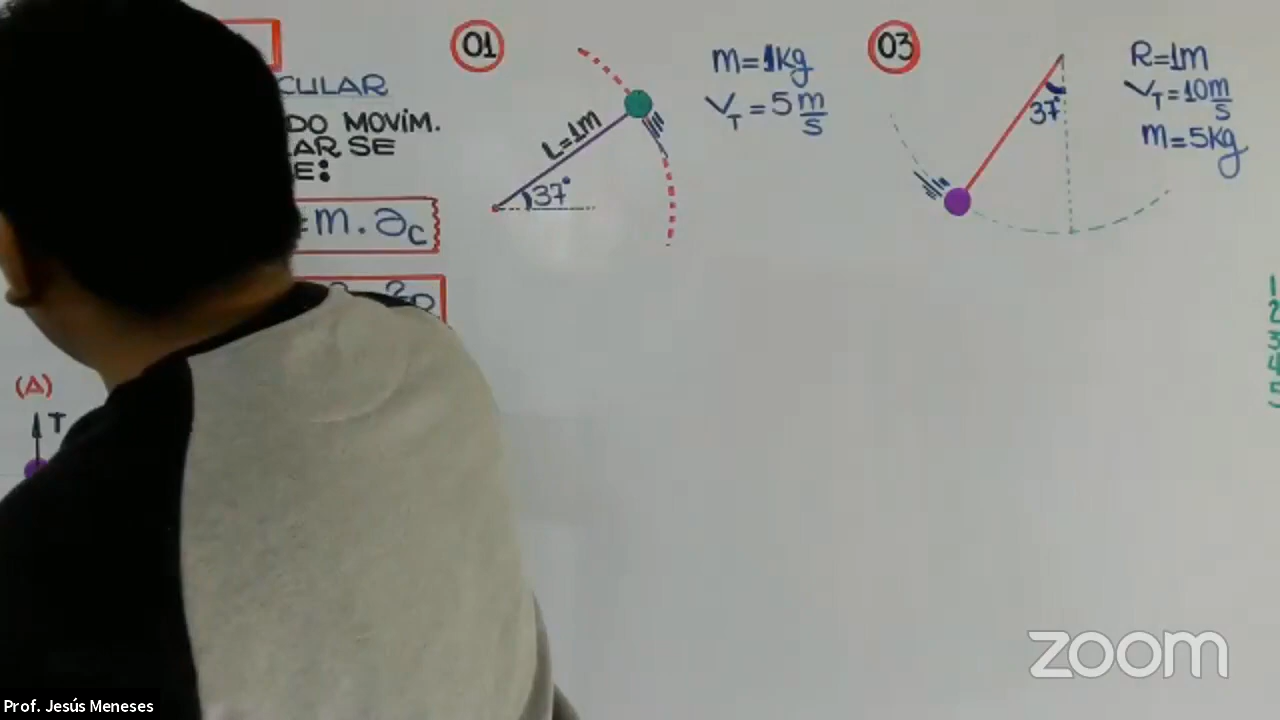 CULAR
DO MOVIM.
AR SE
E:
=m.ac
(A)
T
01
L=1m
37°
m=1Kg
VT=5 m/s
03
37°
R=1m
VT=10 m/s
m=5Kg
zoom
Prof. Jesús Meneses